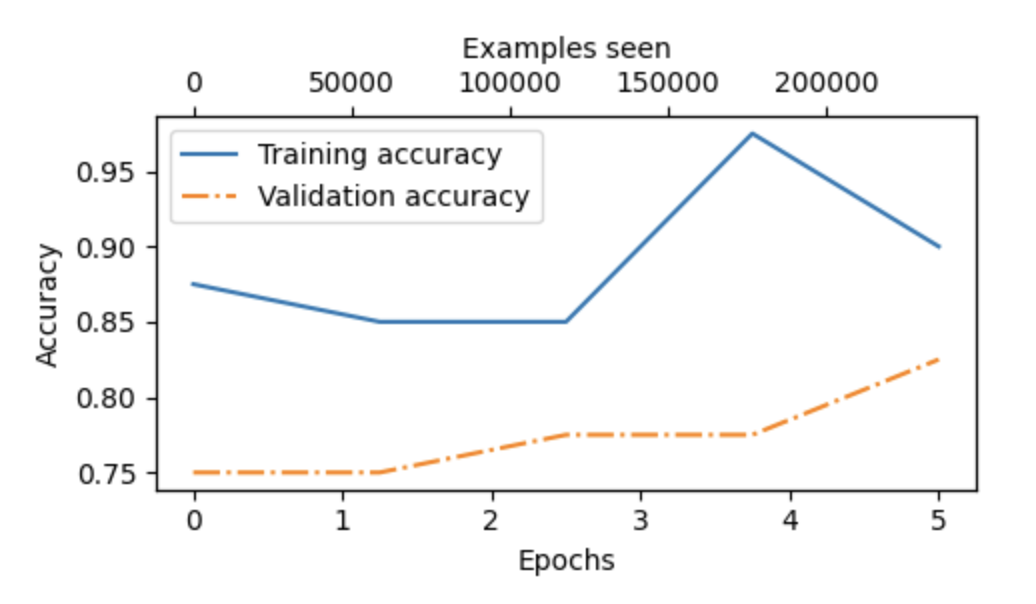 Examples seen
0 50000 100000 150000 200000
Training accuracy
Validation accuracy
0.95
0.90
0.85
0.80
0.75
Accuracy
0 1 2 3 4 5
Epochs